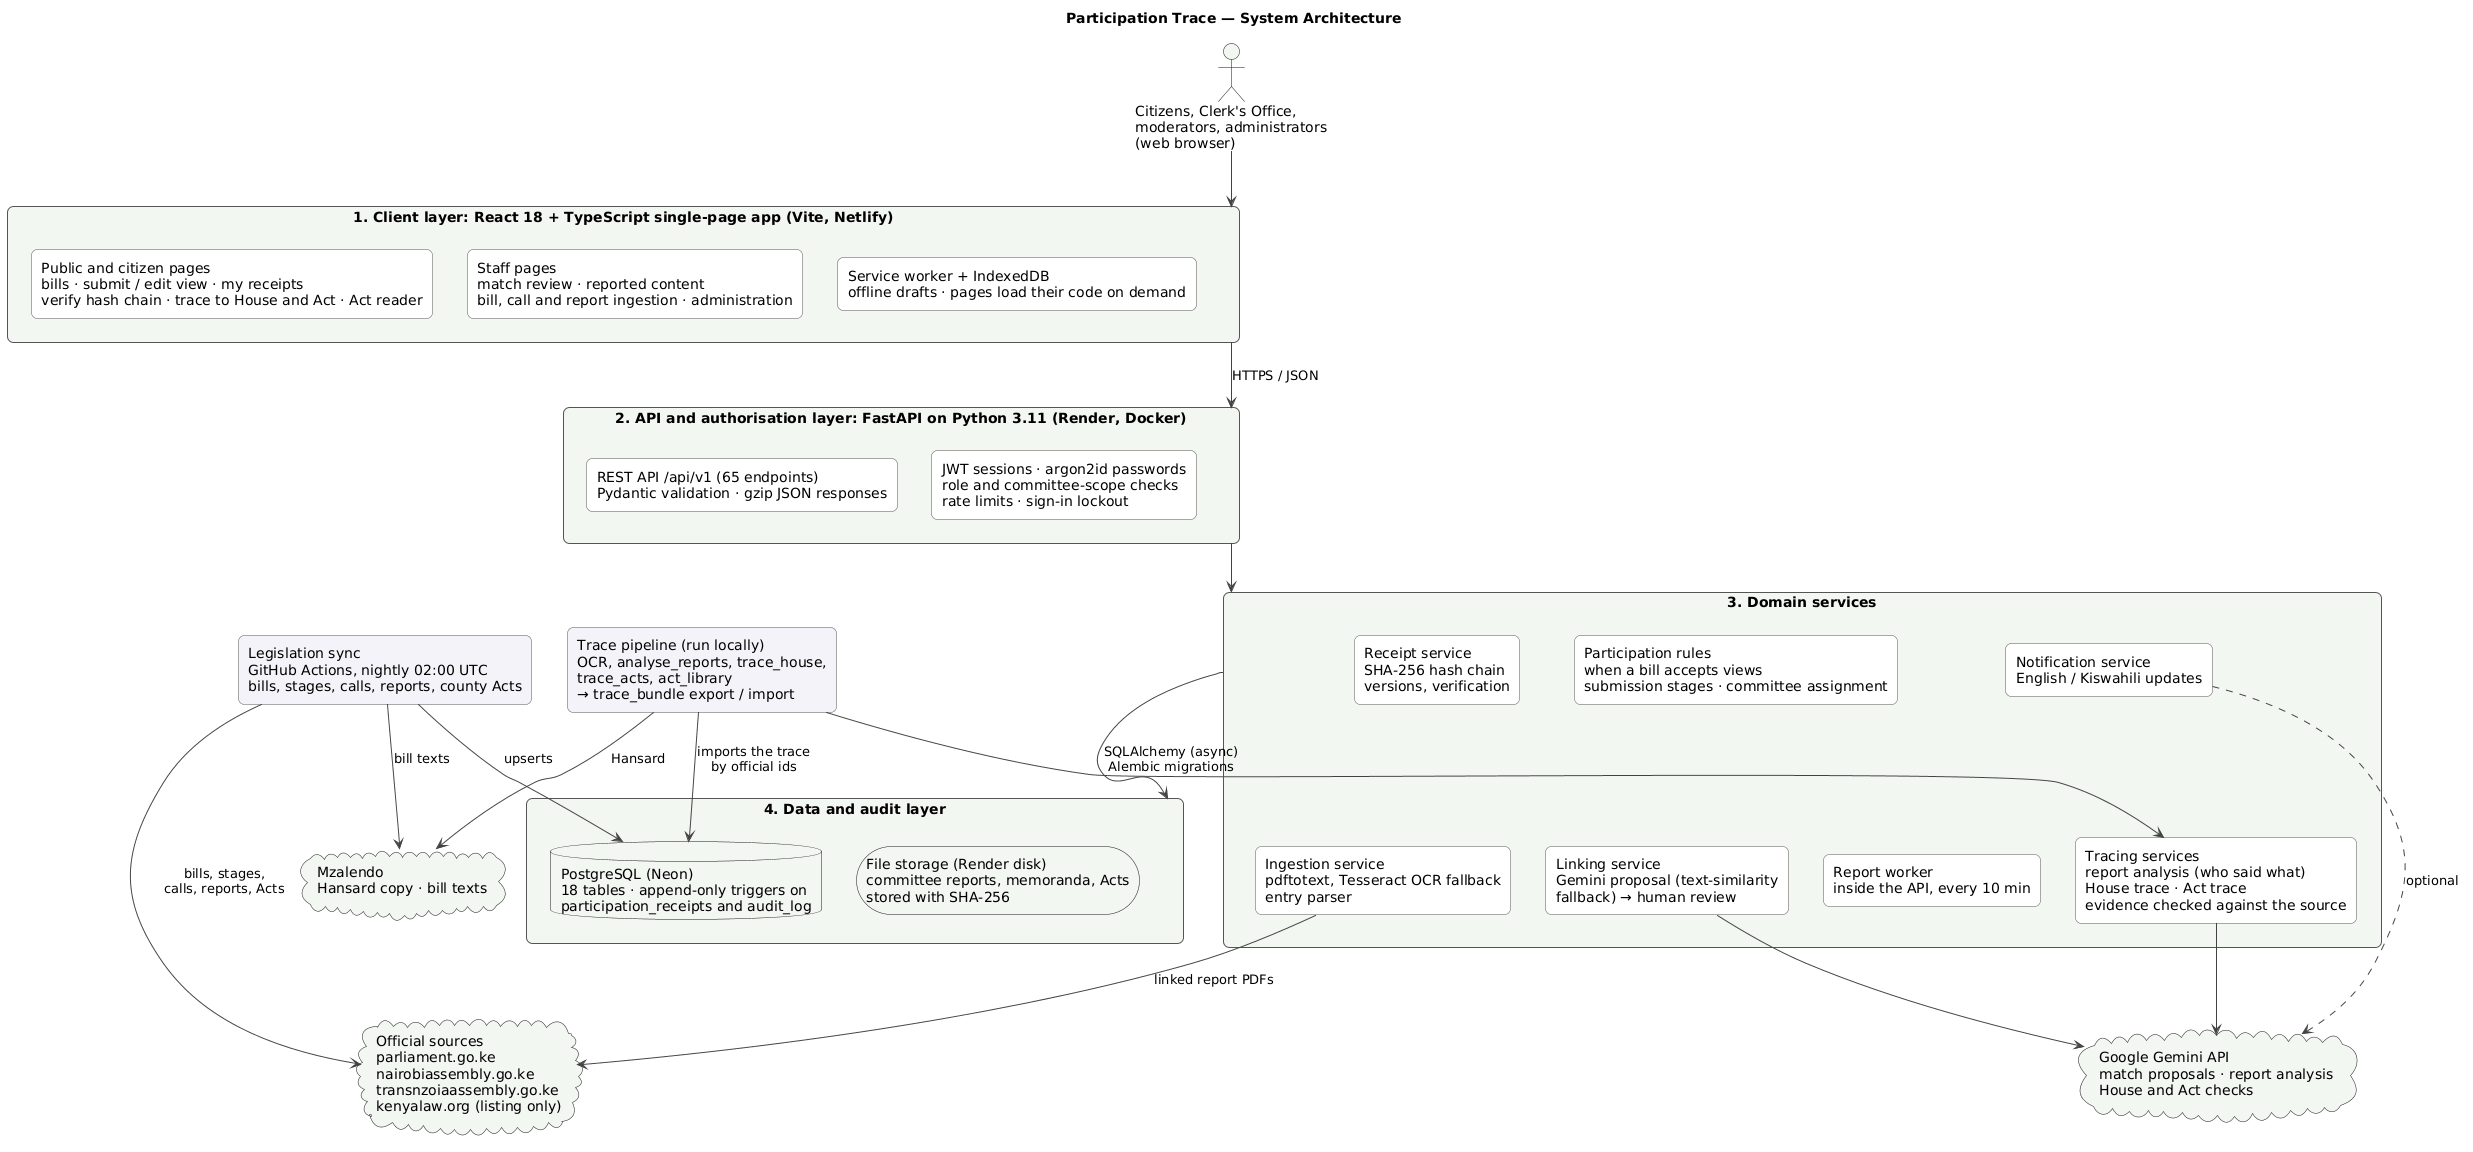 Participation Trace — System Architecture
Citizens, Clerk's Office,
moderators, administrators
(web browser)
1. Client layer: React 18 + TypeScript single-page app (Vite, Netlify)
Public and citizen pages
bills · submit / edit view · my receipts
verify hash chain · trace to House and Act · Act reader
Staff pages
match review · reported content
bill, call and report ingestion · administration
Service worker + IndexedDB
offline drafts · pages load their code on demand
HTTPS / JSON
2. API and authorisation layer: FastAPI on Python 3.11 (Render, Docker)
REST API /api/v1 (65 endpoints)
Pydantic validation · gzip JSON responses
JWT sessions · argon2id passwords
role and committee-scope checks
rate limits · sign-in lockout
3. Domain services
Legislation sync
GitHub Actions, nightly 02:00 UTC
bills, stages, calls, reports, county Acts
Trace pipeline (run locally)
OCR, analyse_reports, trace_house,
trace_acts, act_library
→ trace_bundle export / import
Receipt service
SHA-256 hash chain
versions, verification
Participation rules
when a bill accepts views
submission stages · committee assignment
Notification service
English / Kiswahili updates
bill texts
upserts
Hansard
imports the trace
by official ids
SQLAlchemy (async)
Alembic migrations
4. Data and audit layer
bills, stages,
calls, reports, Acts
Mzalendo
Hansard copy · bill texts
PostgreSQL (Neon)
18 tables · append-only triggers on
participation_receipts and audit_log
File storage (Render disk)
committee reports, memoranda, Acts
stored with SHA-256
Ingestion service
pdftotext, Tesseract OCR fallback
entry parser
Linking service
Gemini proposal (text-similarity
fallback) → human review
Report worker
inside the API, every 10 min
Tracing services
report analysis (who said what)
House trace · Act trace
evidence checked against the source
optional
linked report PDFs
Official sources
parliament.go.ke
nairobiassembly.go.ke
transnzoiaassembly.go.ke
kenyalaw.org (listing only)
Google Gemini API
match proposals · report analysis
House and Act checks